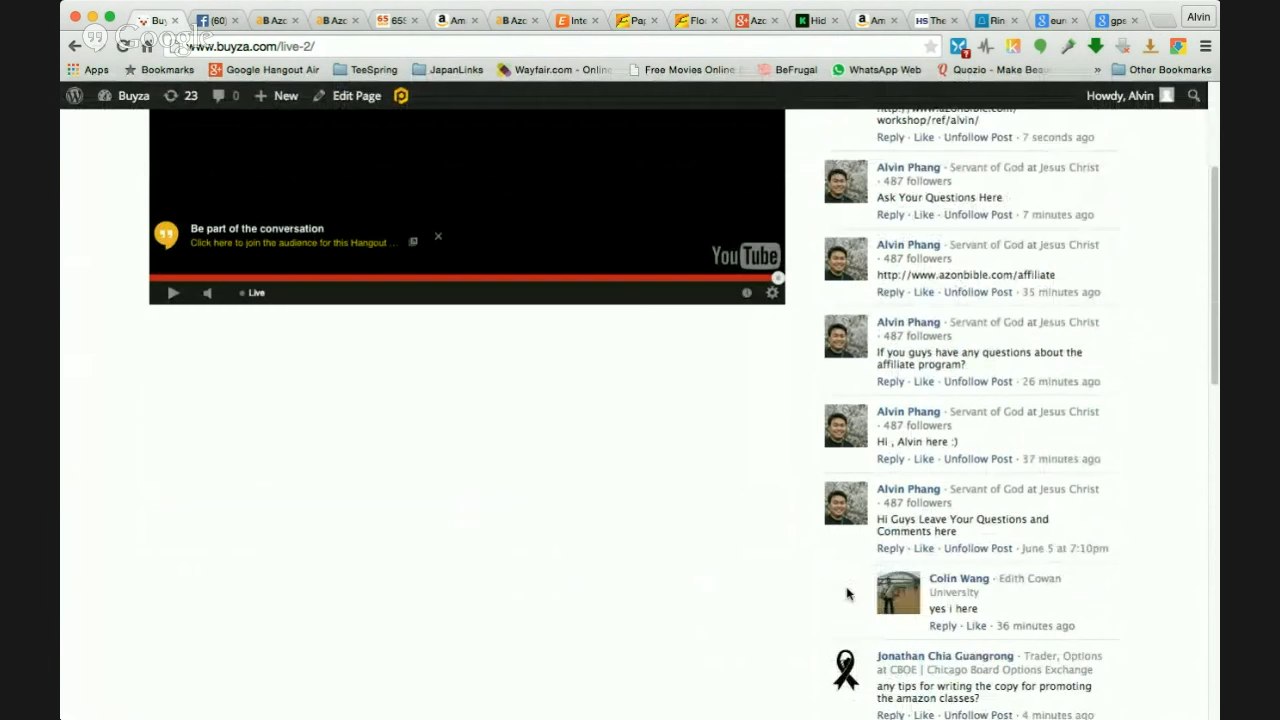 Buy
(60)
aB Azo
aB Azo
65 65$
Am
aB Azo
Inte
Pa
Flo
Azo
Hid
Am
HS The
Rin
eur
gps
Alvin
Google
www.buyza.com/live-2/
Apps
Bookmarks
Google Hangout Air
TeeSpring
JapanLinks
Wayfair.com - Onlin
Free Movies Online
BeFrugal
WhatsApp Web
Quozio - Make Beau
»
Other Bookmarks
Buyza
23
0
New
Edit Page
Howdy, Alvin
workshop/ref/alvin/
Reply · Like · Unfollow Post · 7 seconds ago
Alvin Phang · Servant of God at Jesus Christ
· 487 followers
Ask Your Questions Here
Reply · Like · Unfollow Post · 7 minutes ago
Alvin Phang · Servant of God at Jesus Christ
· 487 followers
http://www.azonbible.com/affiliate
Reply · Like · Unfollow Post · 35 minutes ago
Alvin Phang · Servant of God at Jesus Christ
· 487 followers
If you guys have any questions about the
affiliate program?
Reply · Like · Unfollow Post · 26 minutes ago
Alvin Phang · Servant of God at Jesus Christ
· 487 followers
Hi , Alvin here :)
Reply · Like · Unfollow Post · 37 minutes ago
Alvin Phang · Servant of God at Jesus Christ
· 487 followers
Hi Guys Leave Your Questions and
Comments here
Reply · Like · Unfollow Post · June 5 at 7:10pm
Colin Wang · Edith Cowan
University
yes i here
Reply · Like · 36 minutes ago
Jonathan Chia Guangrong · Trader, Options
at CBOE | Chicago Board Options Exchange
any tips for writing the copy for promoting
the amazon classes?
Reply · Like · Unfollow Post · 4 minutes ago
Be part of the conversation
Click here to join the audience for this Hangout ...
YouTube
Live